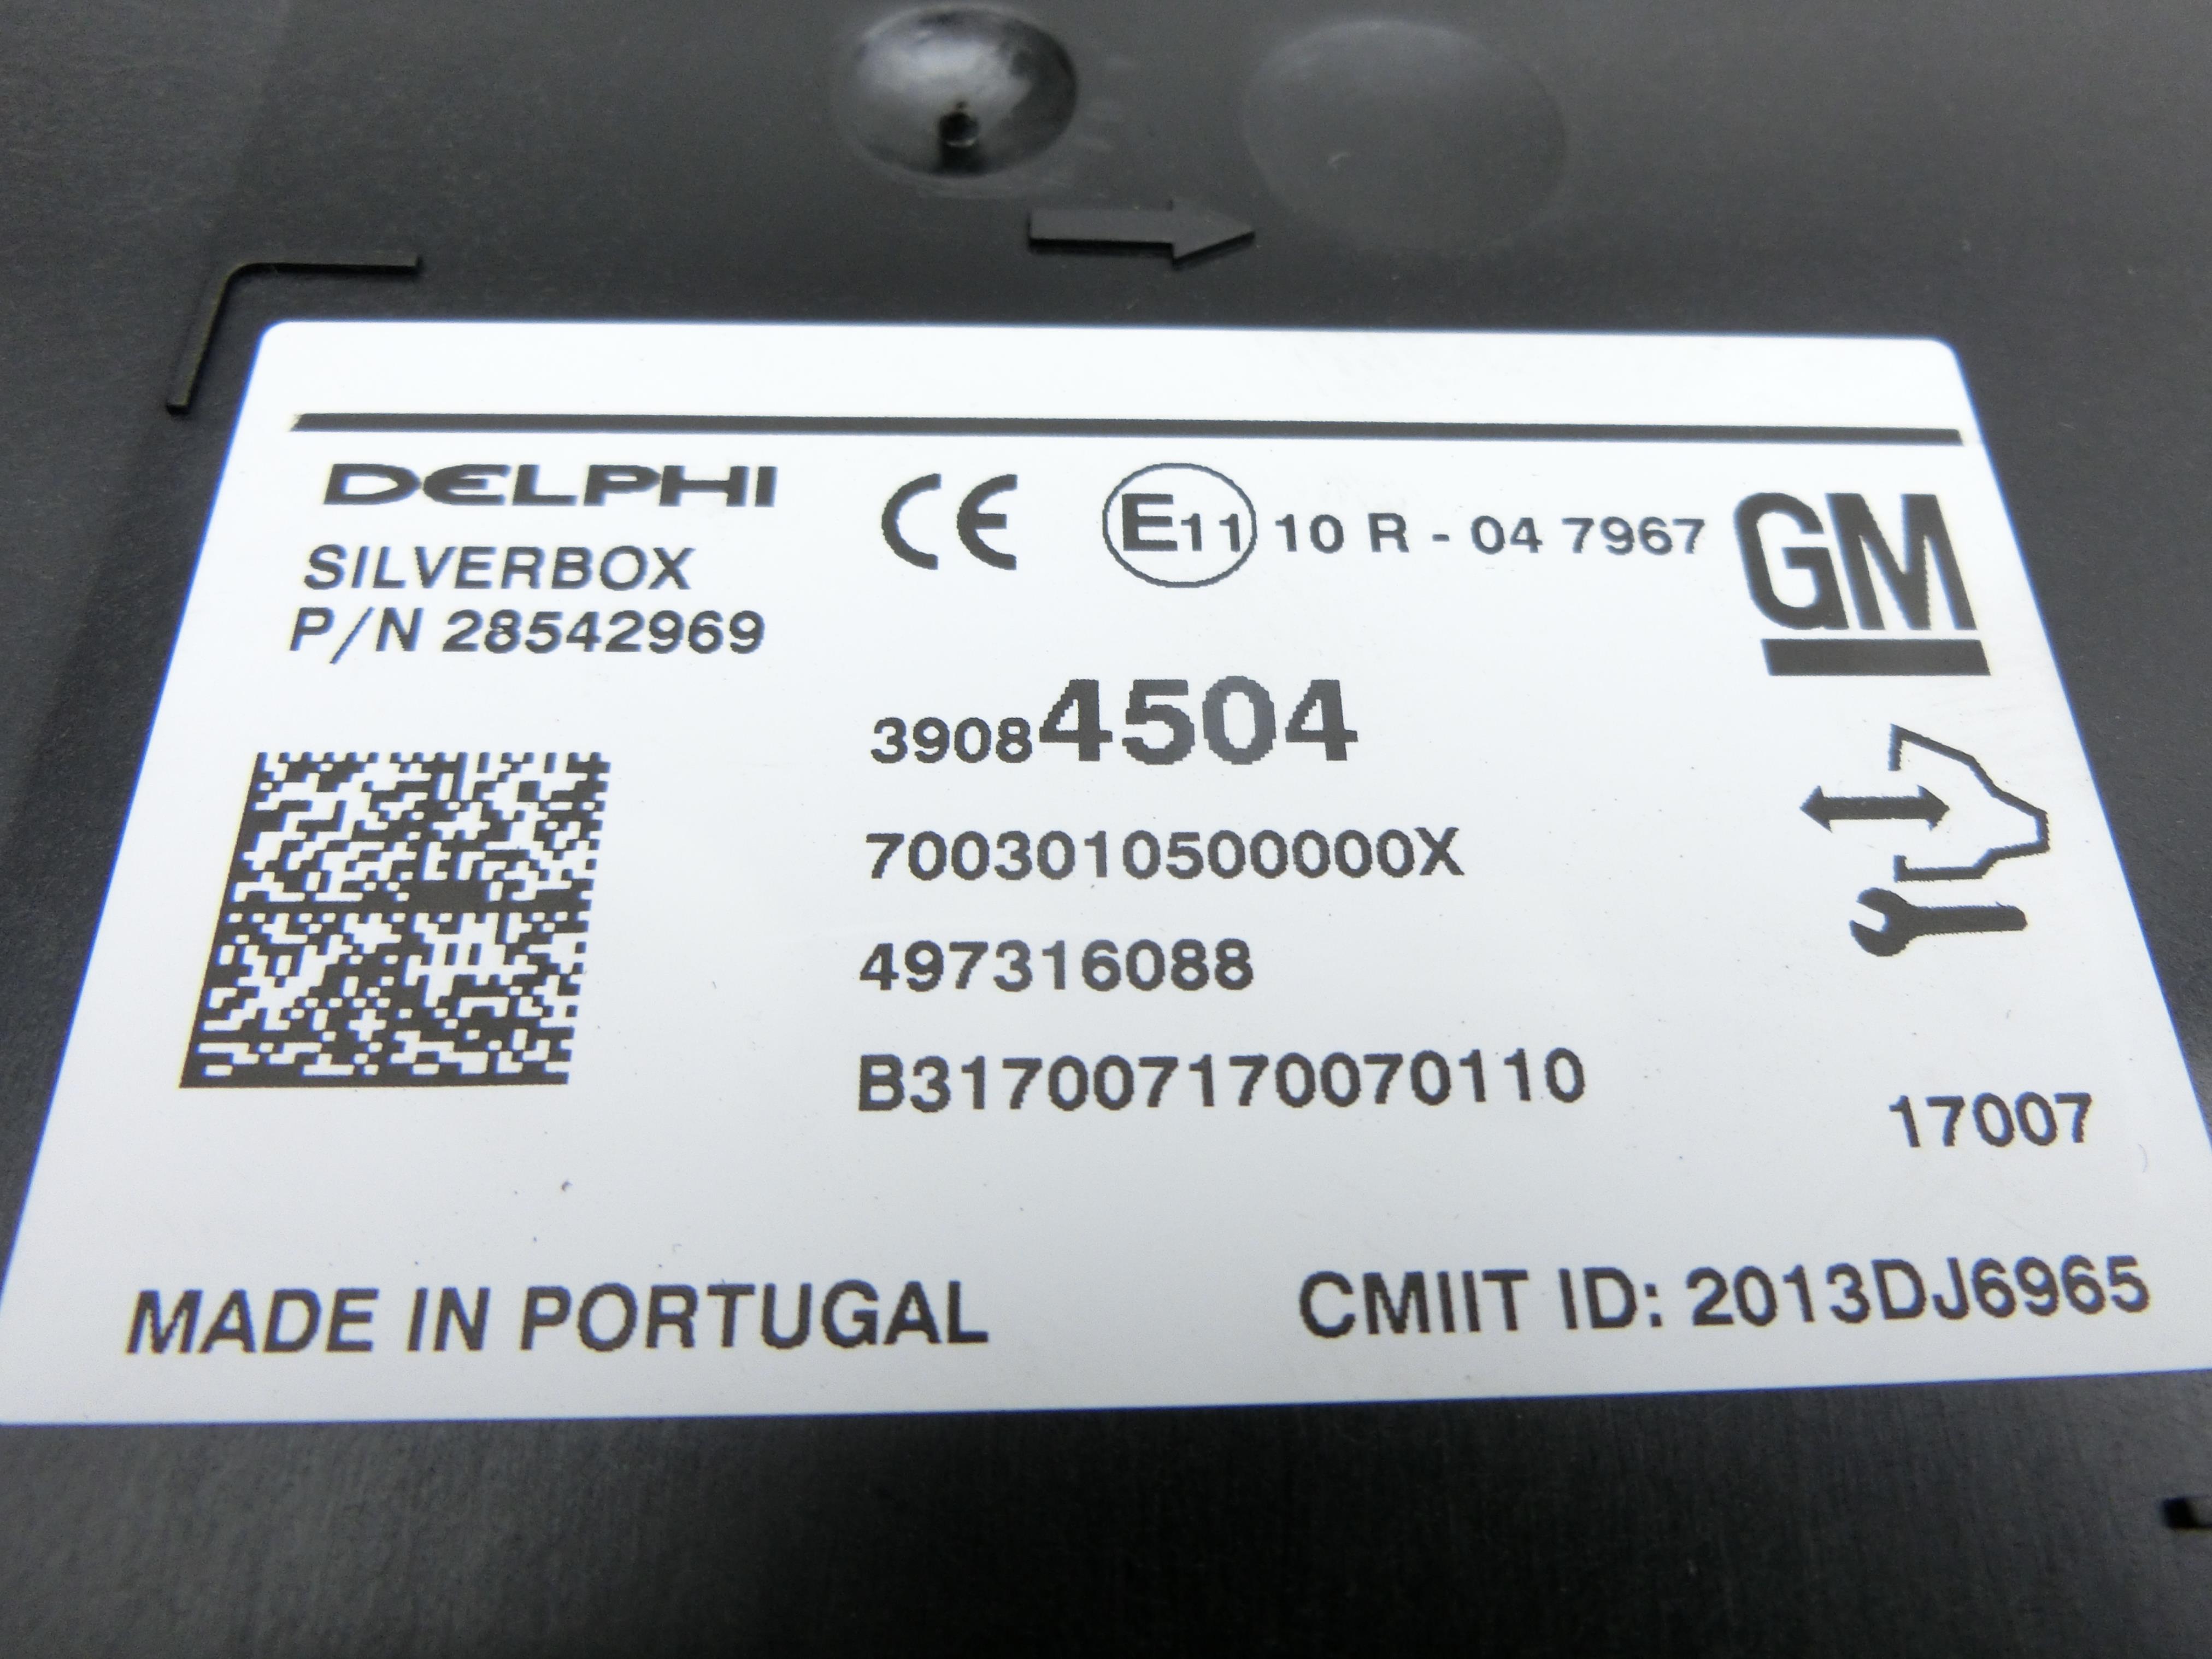 DELPHI
SILVERBOX
P/N 28542969
CE
E11 10 R - 04 7967
GM
39084504
7003010500000X
497316088
B317007170070110
17007
MADE IN PORTUGAL
CMIIT ID: 2013DJ6965